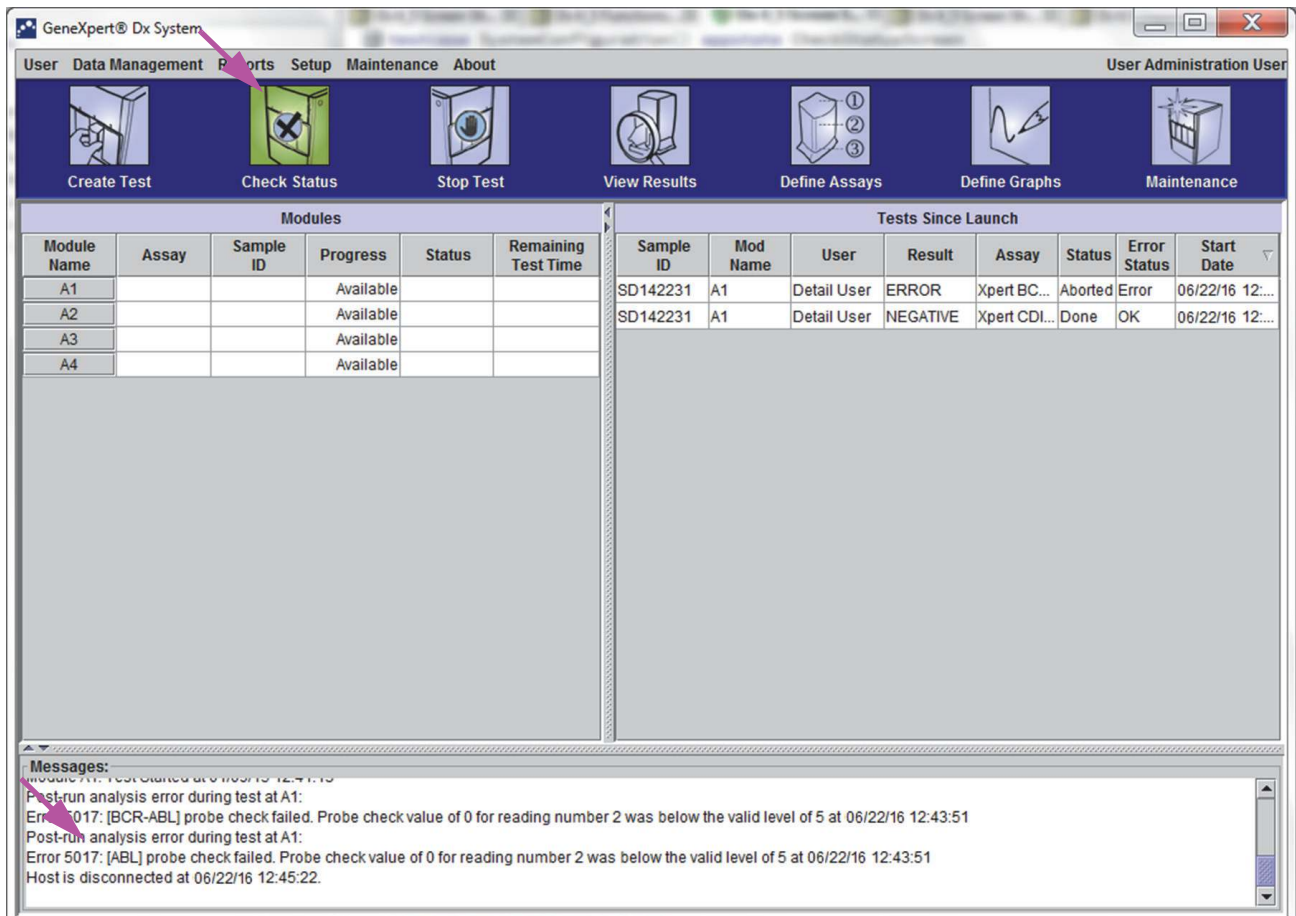 GeneXpert® Dx System
User Data Management Reports Setup Maintenance About User Administration User
Create Test Check Status Stop Test View Results Define Assays Define Graphs Maintenance
① ② ③
Modules
Module Name Assay Sample ID Progress Status Remaining Test Time
A1 Available
A2 Available
A3 Available
A4 Available
Tests Since Launch
Sample ID Mod Name User Result Assay Status Error Status Start Date
SD142231 A1 Detail User ERROR Xpert BC... Aborted Error 06/22/16 12:...
SD142231 A1 Detail User NEGATIVE Xpert CDI... Done OK 06/22/16 12:...
Messages:
Module A1: Test Started at
Post-run analysis error during test at A1:
Error 5017: [BCR-ABL] probe check failed. Probe check value of 0 for reading number 2 was below the valid level of 5 at 06/22/16 12:43:51
Post-run analysis error during test at A1:
Error 5017: [ABL] probe check failed. Probe check value of 0 for reading number 2 was below the valid level of 5 at 06/22/16 12:43:51
Host is disconnected at 06/22/16 12:45:22.